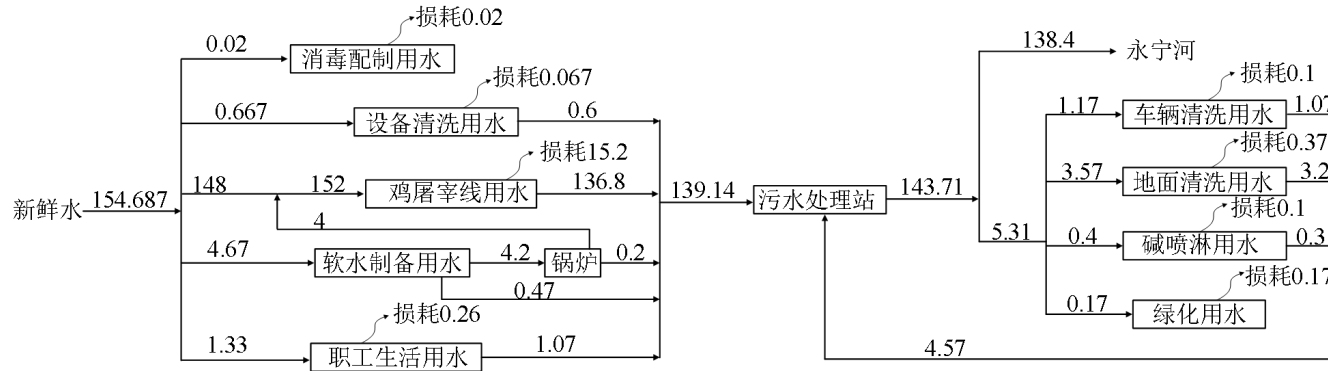 损耗0.02
0.02
消毒配制用水
损耗0.067
0.667
设备清洗用水
0.6
损耗15.2
148
152
鸡屠宰线用水
136.8
新鲜水
154.687
4
4.67
软水制备用水
4.2
锅炉
0.2
0.47
损耗0.26
1.33
职工生活用水
1.07
139.14
污水处理站
143.71
138.4
永宁河
损耗0.1
1.17
车辆清洗用水
1.07
损耗0.37
3.57
地面清洗用水
3.2
损耗0.1
5.31
0.4
碱喷淋用水
0.3
损耗0.17
0.17
绿化用水
4.57